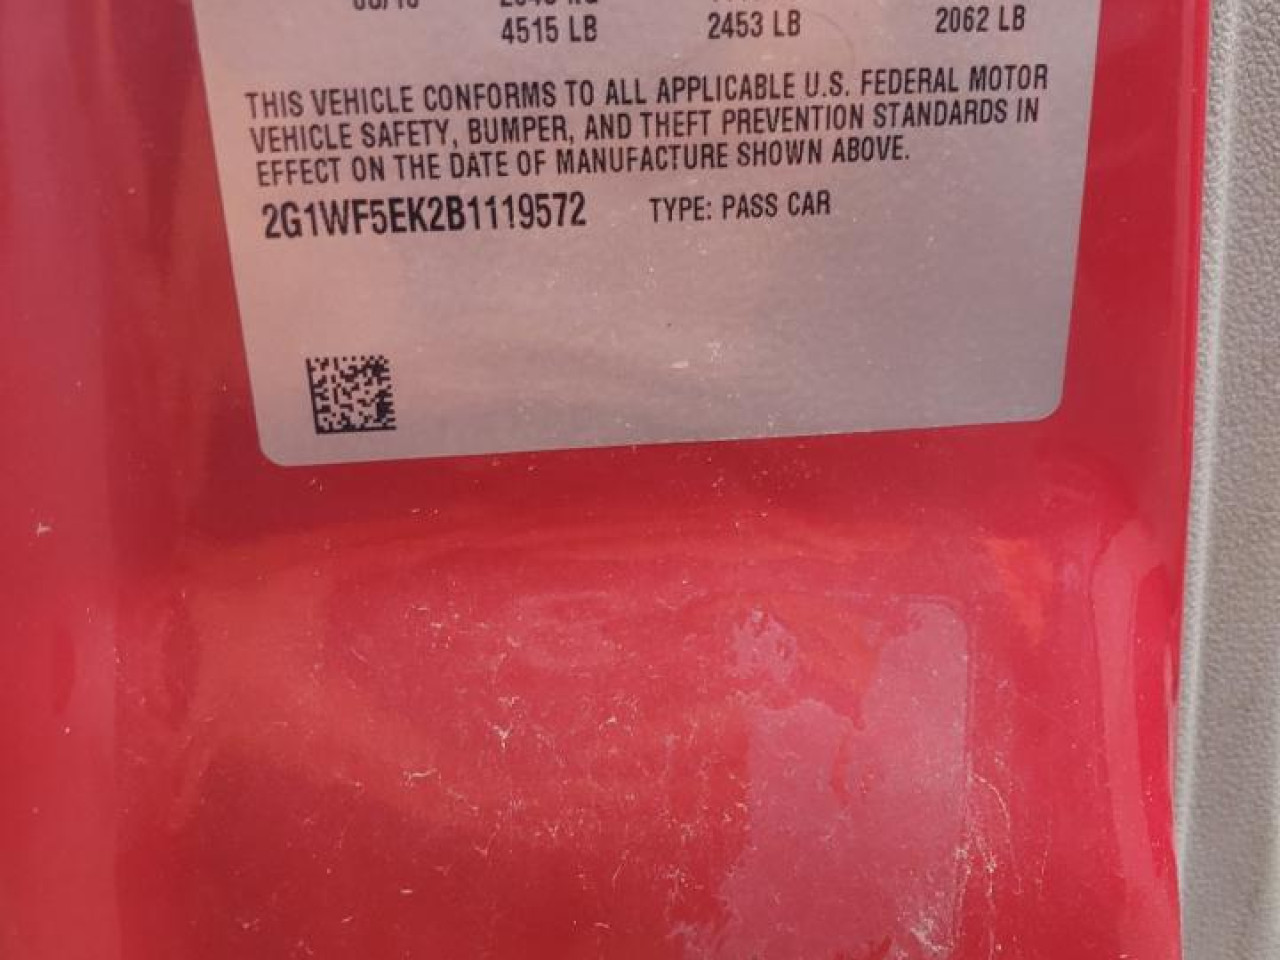 4515 LB 2453 LB 2062 LB
THIS VEHICLE CONFORMS TO ALL APPLICABLE U.S. FEDERAL MOTOR
VEHICLE SAFETY, BUMPER, AND THEFT PREVENTION STANDARDS IN
EFFECT ON THE DATE OF MANUFACTURE SHOWN ABOVE.
2G1WF5EK2B1119572 TYPE: PASS CAR